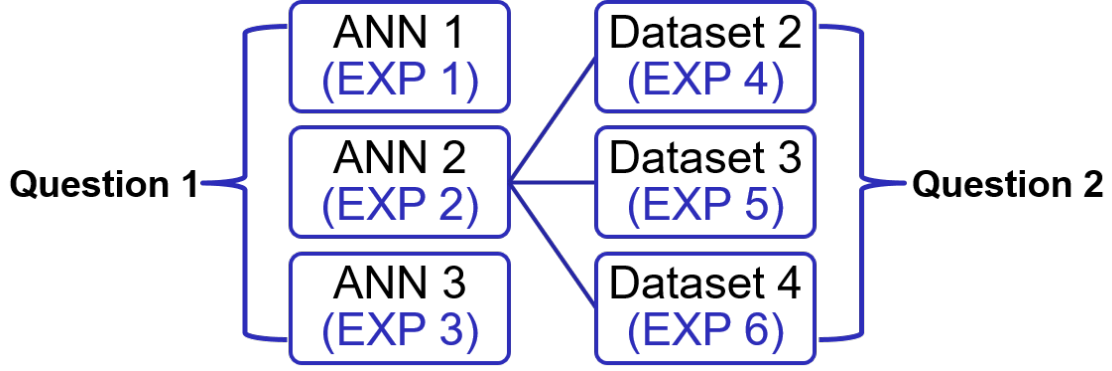 Question 1
ANN 1
(EXP 1)
ANN 2
(EXP 2)
ANN 3
(EXP 3)
Dataset 2
(EXP 4)
Dataset 3
(EXP 5)
Dataset 4
(EXP 6)
Question 2